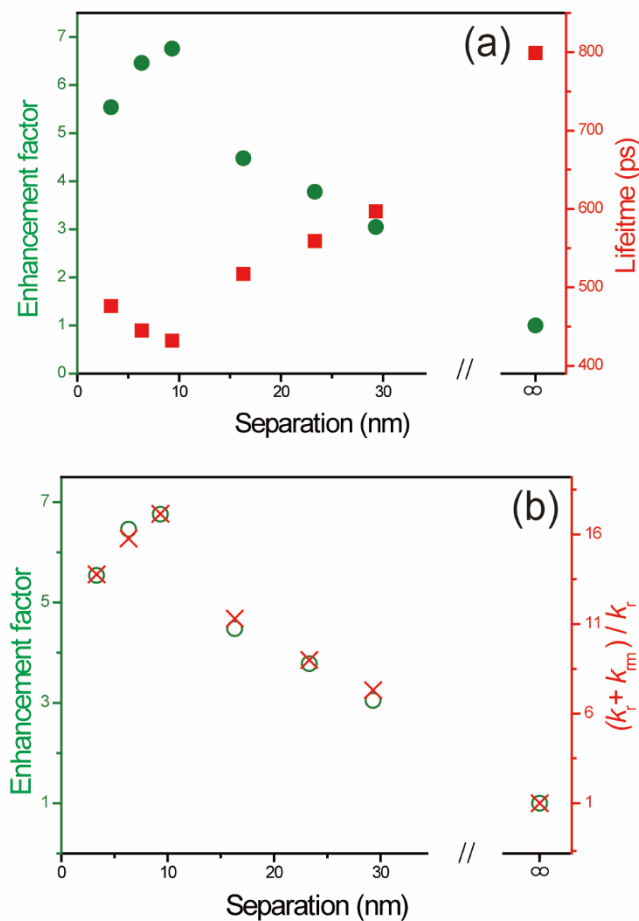 (a)
Enhancement factor
7
6
5
4
3
2
1
0
800
700
600
500
400
Lifeitme (ps)
0 10 20 30 // ∞
Separation (nm)
(b)
Enhancement factor
7
5
3
1
16
11
6
1
(kr + krm) / kr
0 10 20 30 // ∞
Separation (nm)